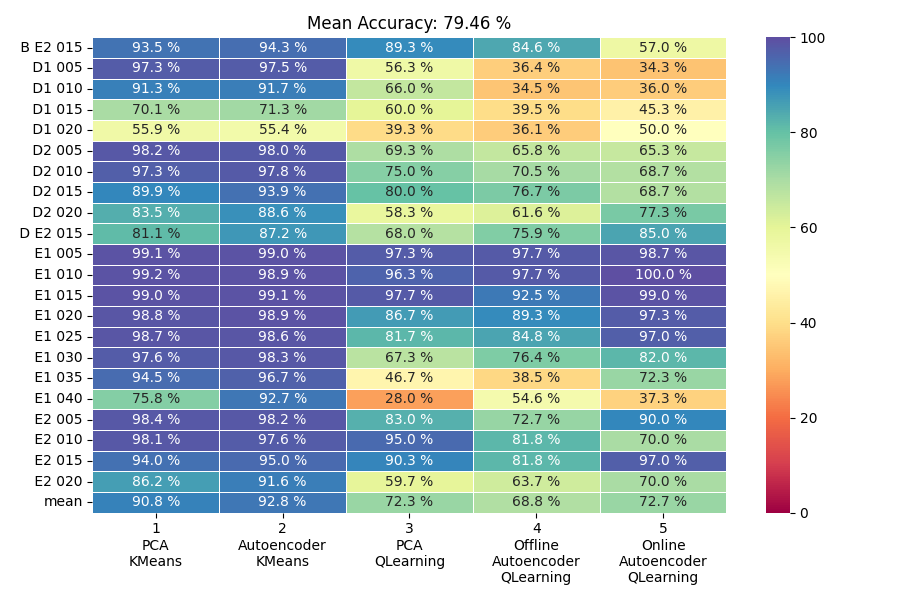 Mean Accuracy: 79.46 %
B E2 015 93.5 % 94.3 % 89.3 % 84.6 % 57.0 %
D1 005 97.3 % 97.5 % 56.3 % 36.4 % 34.3 %
D1 010 91.3 % 91.7 % 66.0 % 34.5 % 36.0 %
D1 015 70.1 % 71.3 % 60.0 % 39.5 % 45.3 %
D1 020 55.9 % 55.4 % 39.3 % 36.1 % 50.0 %
D2 005 98.2 % 98.0 % 69.3 % 65.8 % 65.3 %
D2 010 97.3 % 97.8 % 75.0 % 70.5 % 68.7 %
D2 015 89.9 % 93.9 % 80.0 % 76.7 % 68.7 %
D2 020 83.5 % 88.6 % 58.3 % 61.6 % 77.3 %
D E2 015 81.1 % 87.2 % 68.0 % 75.9 % 85.0 %
E1 005 99.1 % 99.0 % 97.3 % 97.7 % 98.7 %
E1 010 99.2 % 98.9 % 96.3 % 97.7 % 100.0 %
E1 015 99.0 % 99.1 % 97.7 % 92.5 % 99.0 %
E1 020 98.8 % 98.9 % 86.7 % 89.3 % 97.3 %
E1 025 98.7 % 98.6 % 81.7 % 84.8 % 97.0 %
E1 030 97.6 % 98.3 % 67.3 % 76.4 % 82.0 %
E1 035 94.5 % 96.7 % 46.7 % 38.5 % 72.3 %
E1 040 75.8 % 92.7 % 28.0 % 54.6 % 37.3 %
E2 005 98.4 % 98.2 % 83.0 % 72.7 % 90.0 %
E2 010 98.1 % 97.6 % 95.0 % 81.8 % 70.0 %
E2 015 94.0 % 95.0 % 90.3 % 81.8 % 97.0 %
E2 020 86.2 % 91.6 % 59.7 % 63.7 % 70.0 %
mean 90.8 % 92.8 % 72.3 % 68.8 % 72.7 %
1 2 3 4 5
PCA Autoencoder PCA Offline Online
KMeans KMeans QLearning Autoencoder Autoencoder
QLearning QLearning
100
80
60
40
20
0